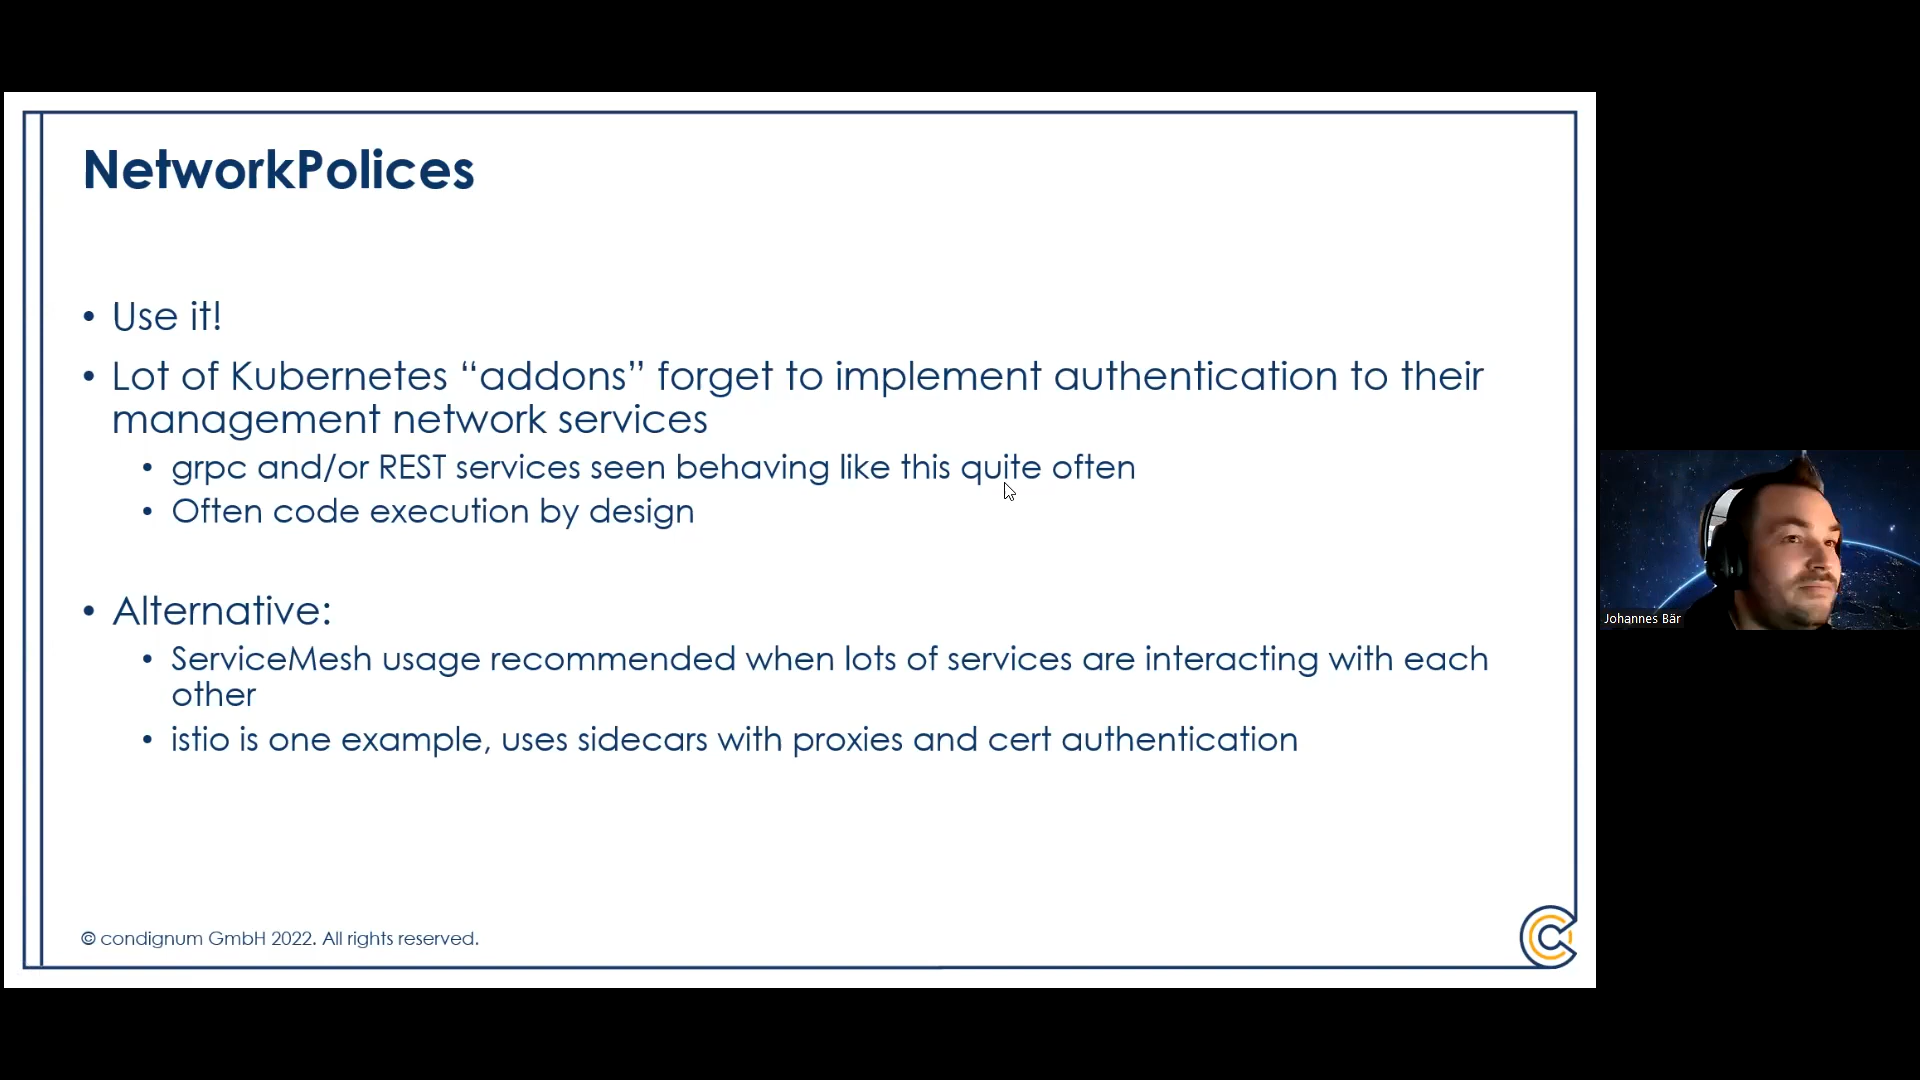 NetworkPolices
• Use it!
• Lot of Kubernetes “addons” forget to implement authentication to their
management network services
• grpc and/or REST services seen behaving like this quite often
• Often code execution by design
• Alternative:
• ServiceMesh usage recommended when lots of services are interacting with each
other
• istio is one example, uses sidecars with proxies and cert authentication
© condignum GmbH 2022. All rights reserved.
Johannes Bär